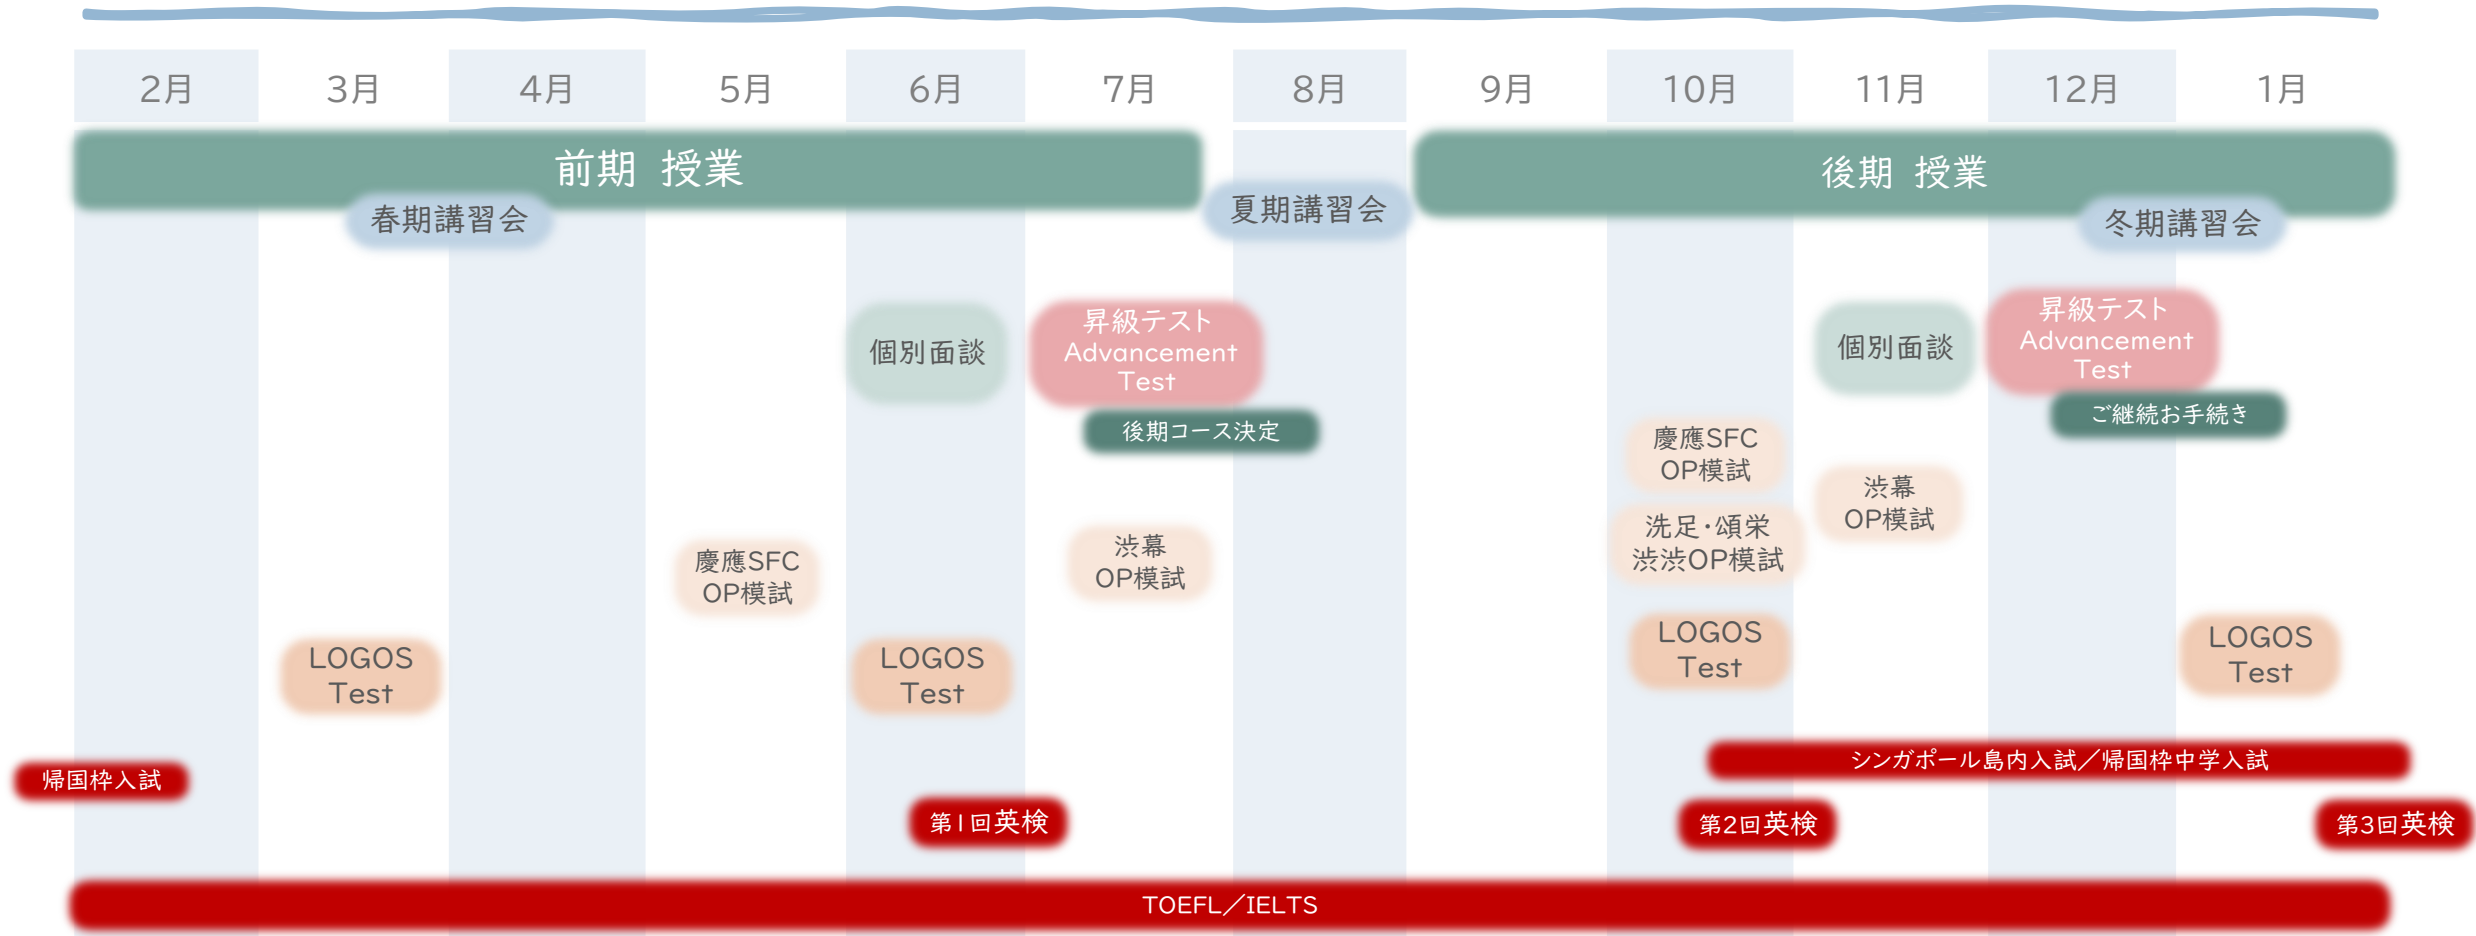 2月
3月
4月
5月
6月
7月
8月
9月
10月
11月
12月
1月
前期 授業
後期 授業
春期講習会
夏期講習会
冬期講習会
個別面談
昇級テスト
Advancement
Test
後期コース決定
個別面談
昇級テスト
Advancement
Test
ご継続お手続き
慶應SFC
OP模試
渋幕
OP模試
慶應SFC
OP模試
洗足・頌栄
渋渋OP模試
渋幕
OP模試
LOGOS
Test
LOGOS
Test
LOGOS
Test
LOGOS
Test
帰国枠入試
シンガポール島内入試／帰国枠中学入試
第1回英検
第2回英検
第3回英検
TOEFL／IELTS